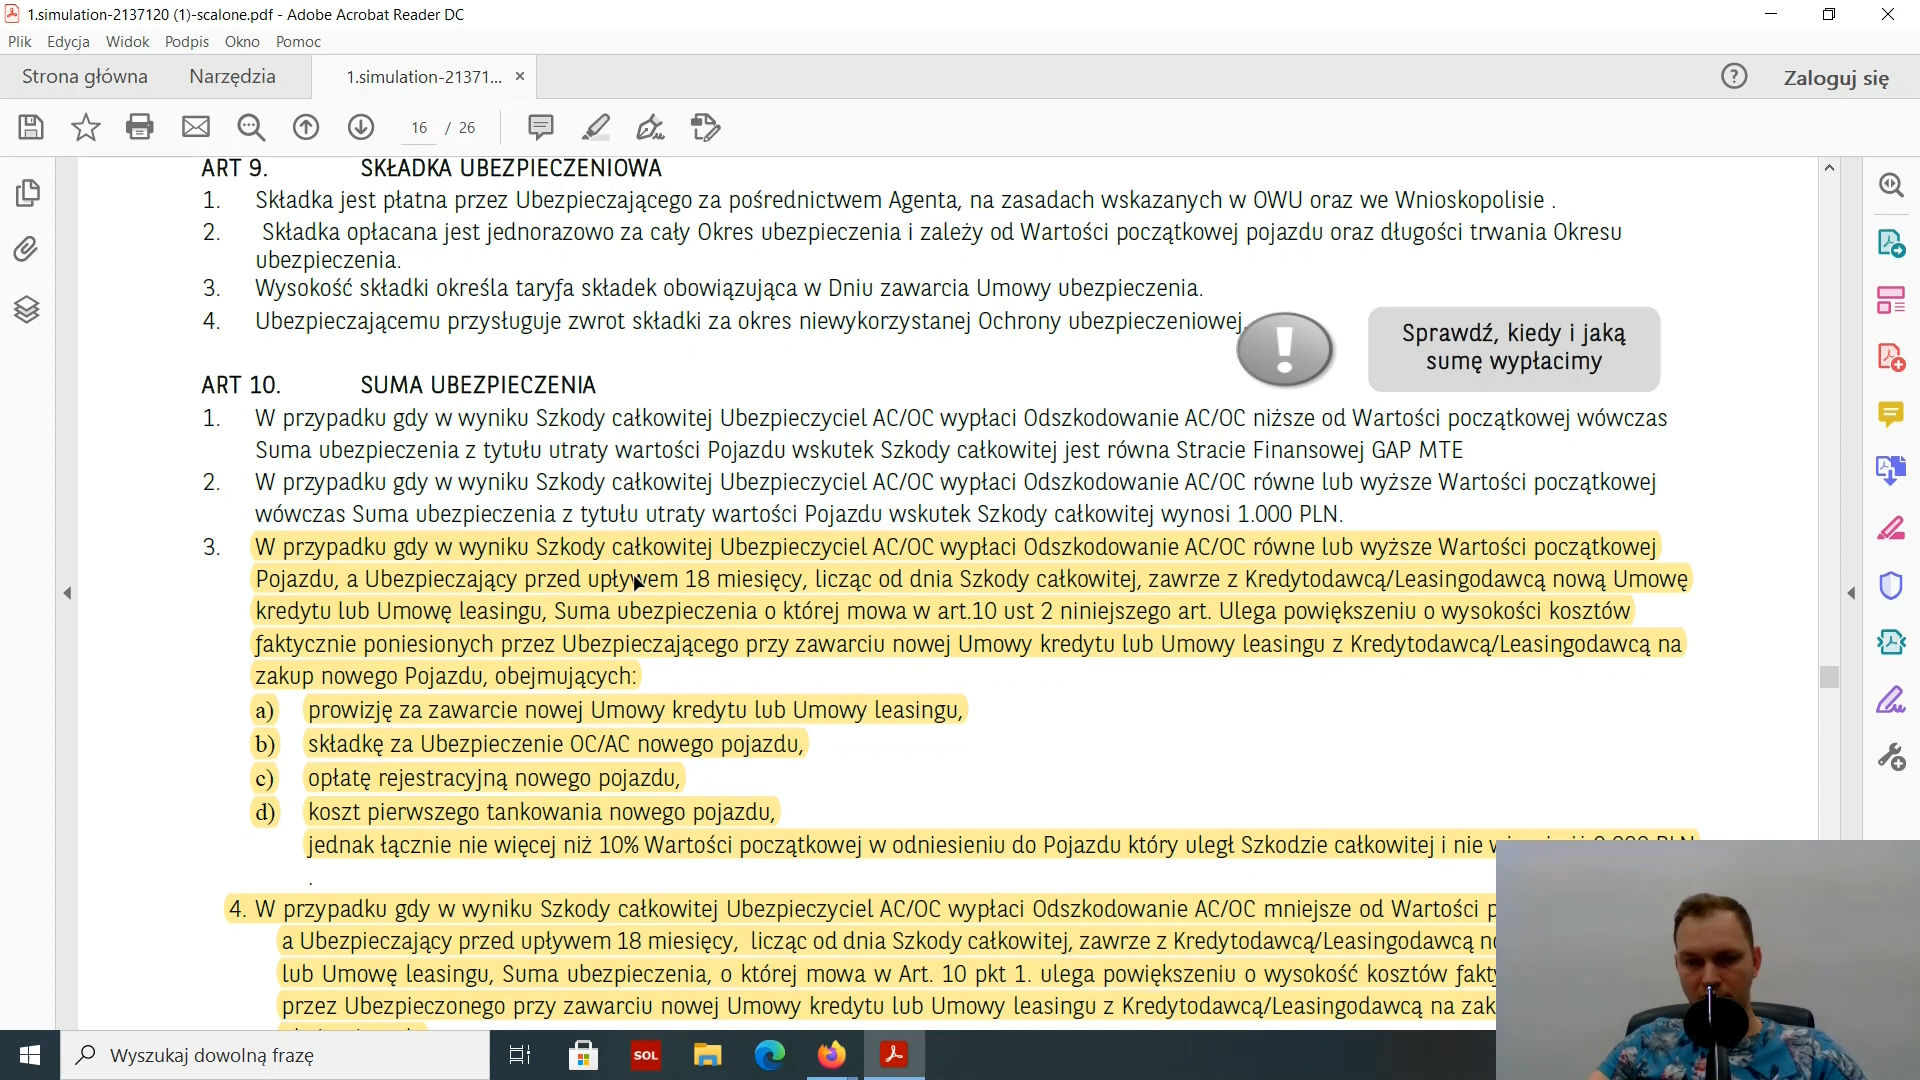 1.simulation-2137120 (1)-scalone.pdf - Adobe Acrobat Reader DC
Plik Edycja Widok Podpis Okno Pomoc
Strona główna Narzędzia 1.simulation-21371... × Zaloguj się
16 / 26
ART 9. SKŁADKA UBEZPIECZENIOWA
1. Składka jest płatna przez Ubezpieczającego za pośrednictwem Agenta, na zasadach wskazanych w OWU oraz we Wnioskopolisie .
2. Składka opłacana jest jednorazowo za cały Okres ubezpieczenia i zależy od Wartości początkowej pojazdu oraz długości trwania Okresu
ubezpieczenia.
3. Wysokość składki określa taryfa składek obowiązująca w Dniu zawarcia Umowy ubezpieczenia.
4. Ubezpieczającemu przysługuje zwrot składki za okres niewykorzystanej Ochrony ubezpieczeniowej.
!
Sprawdź, kiedy i jaką
sumę wypłacimy
ART 10. SUMA UBEZPIECZENIA
1. W przypadku gdy w wyniku Szkody całkowitej Ubezpieczyciel AC/OC wypłaci Odszkodowanie AC/OC niższe od Wartości początkowej wówczas
Suma ubezpieczenia z tytułu utraty wartości Pojazdu wskutek Szkody całkowitej jest równa Stracie Finansowej GAP MTE
2. W przypadku gdy w wyniku Szkody całkowitej Ubezpieczyciel AC/OC wypłaci Odszkodowanie AC/OC równe lub wyższe Wartości początkowej
wówczas Suma ubezpieczenia z tytułu utraty wartości Pojazdu wskutek Szkody całkowitej wynosi 1.000 PLN.
3. W przypadku gdy w wyniku Szkody całkowitej Ubezpieczyciel AC/OC wypłaci Odszkodowanie AC/OC równe lub wyższe Wartości początkowej
Pojazdu, a Ubezpieczający przed upływem 18 miesięcy, licząc od dnia Szkody całkowitej, zawrze z Kredytodawcą/Leasingodawcą nową Umowę
kredytu lub Umowę leasingu, Suma ubezpieczenia o której mowa w art.10 ust 2 niniejszego art. Ulega powiększeniu o wysokości kosztów
faktycznie poniesionych przez Ubezpieczającego przy zawarciu nowej Umowy kredytu lub Umowy leasingu z Kredytodawcą/Leasingodawcą na
zakup nowego Pojazdu, obejmujących:
a) prowizję za zawarcie nowej Umowy kredytu lub Umowy leasingu,
b) składkę za Ubezpieczenie OC/AC nowego pojazdu,
c) opłatę rejestracyjną nowego pojazdu,
d) koszt pierwszego tankowania nowego pojazdu,
jednak łącznie nie więcej niż 10% Wartości początkowej w odniesieniu do Pojazdu który uległ Szkodzie całkowitej i nie
.
4. W przypadku gdy w wyniku Szkody całkowitej Ubezpieczyciel AC/OC wypłaci Odszkodowanie AC/OC mniejsze od Wartości
a Ubezpieczający przed upływem 18 miesięcy, licząc od dnia Szkody całkowitej, zawrze z Kredytodawcą/Leasingodawcą
lub Umowę leasingu, Suma ubezpieczenia, o której mowa w Art. 10 pkt 1. ulega powiększeniu o wysokość kosztów
przez Ubezpieczonego przy zawarciu nowej Umowy kredytu lub Umowy leasingu z Kredytodawcą/Leasingodawcą na
Wyszukaj dowolną frazę
SOL